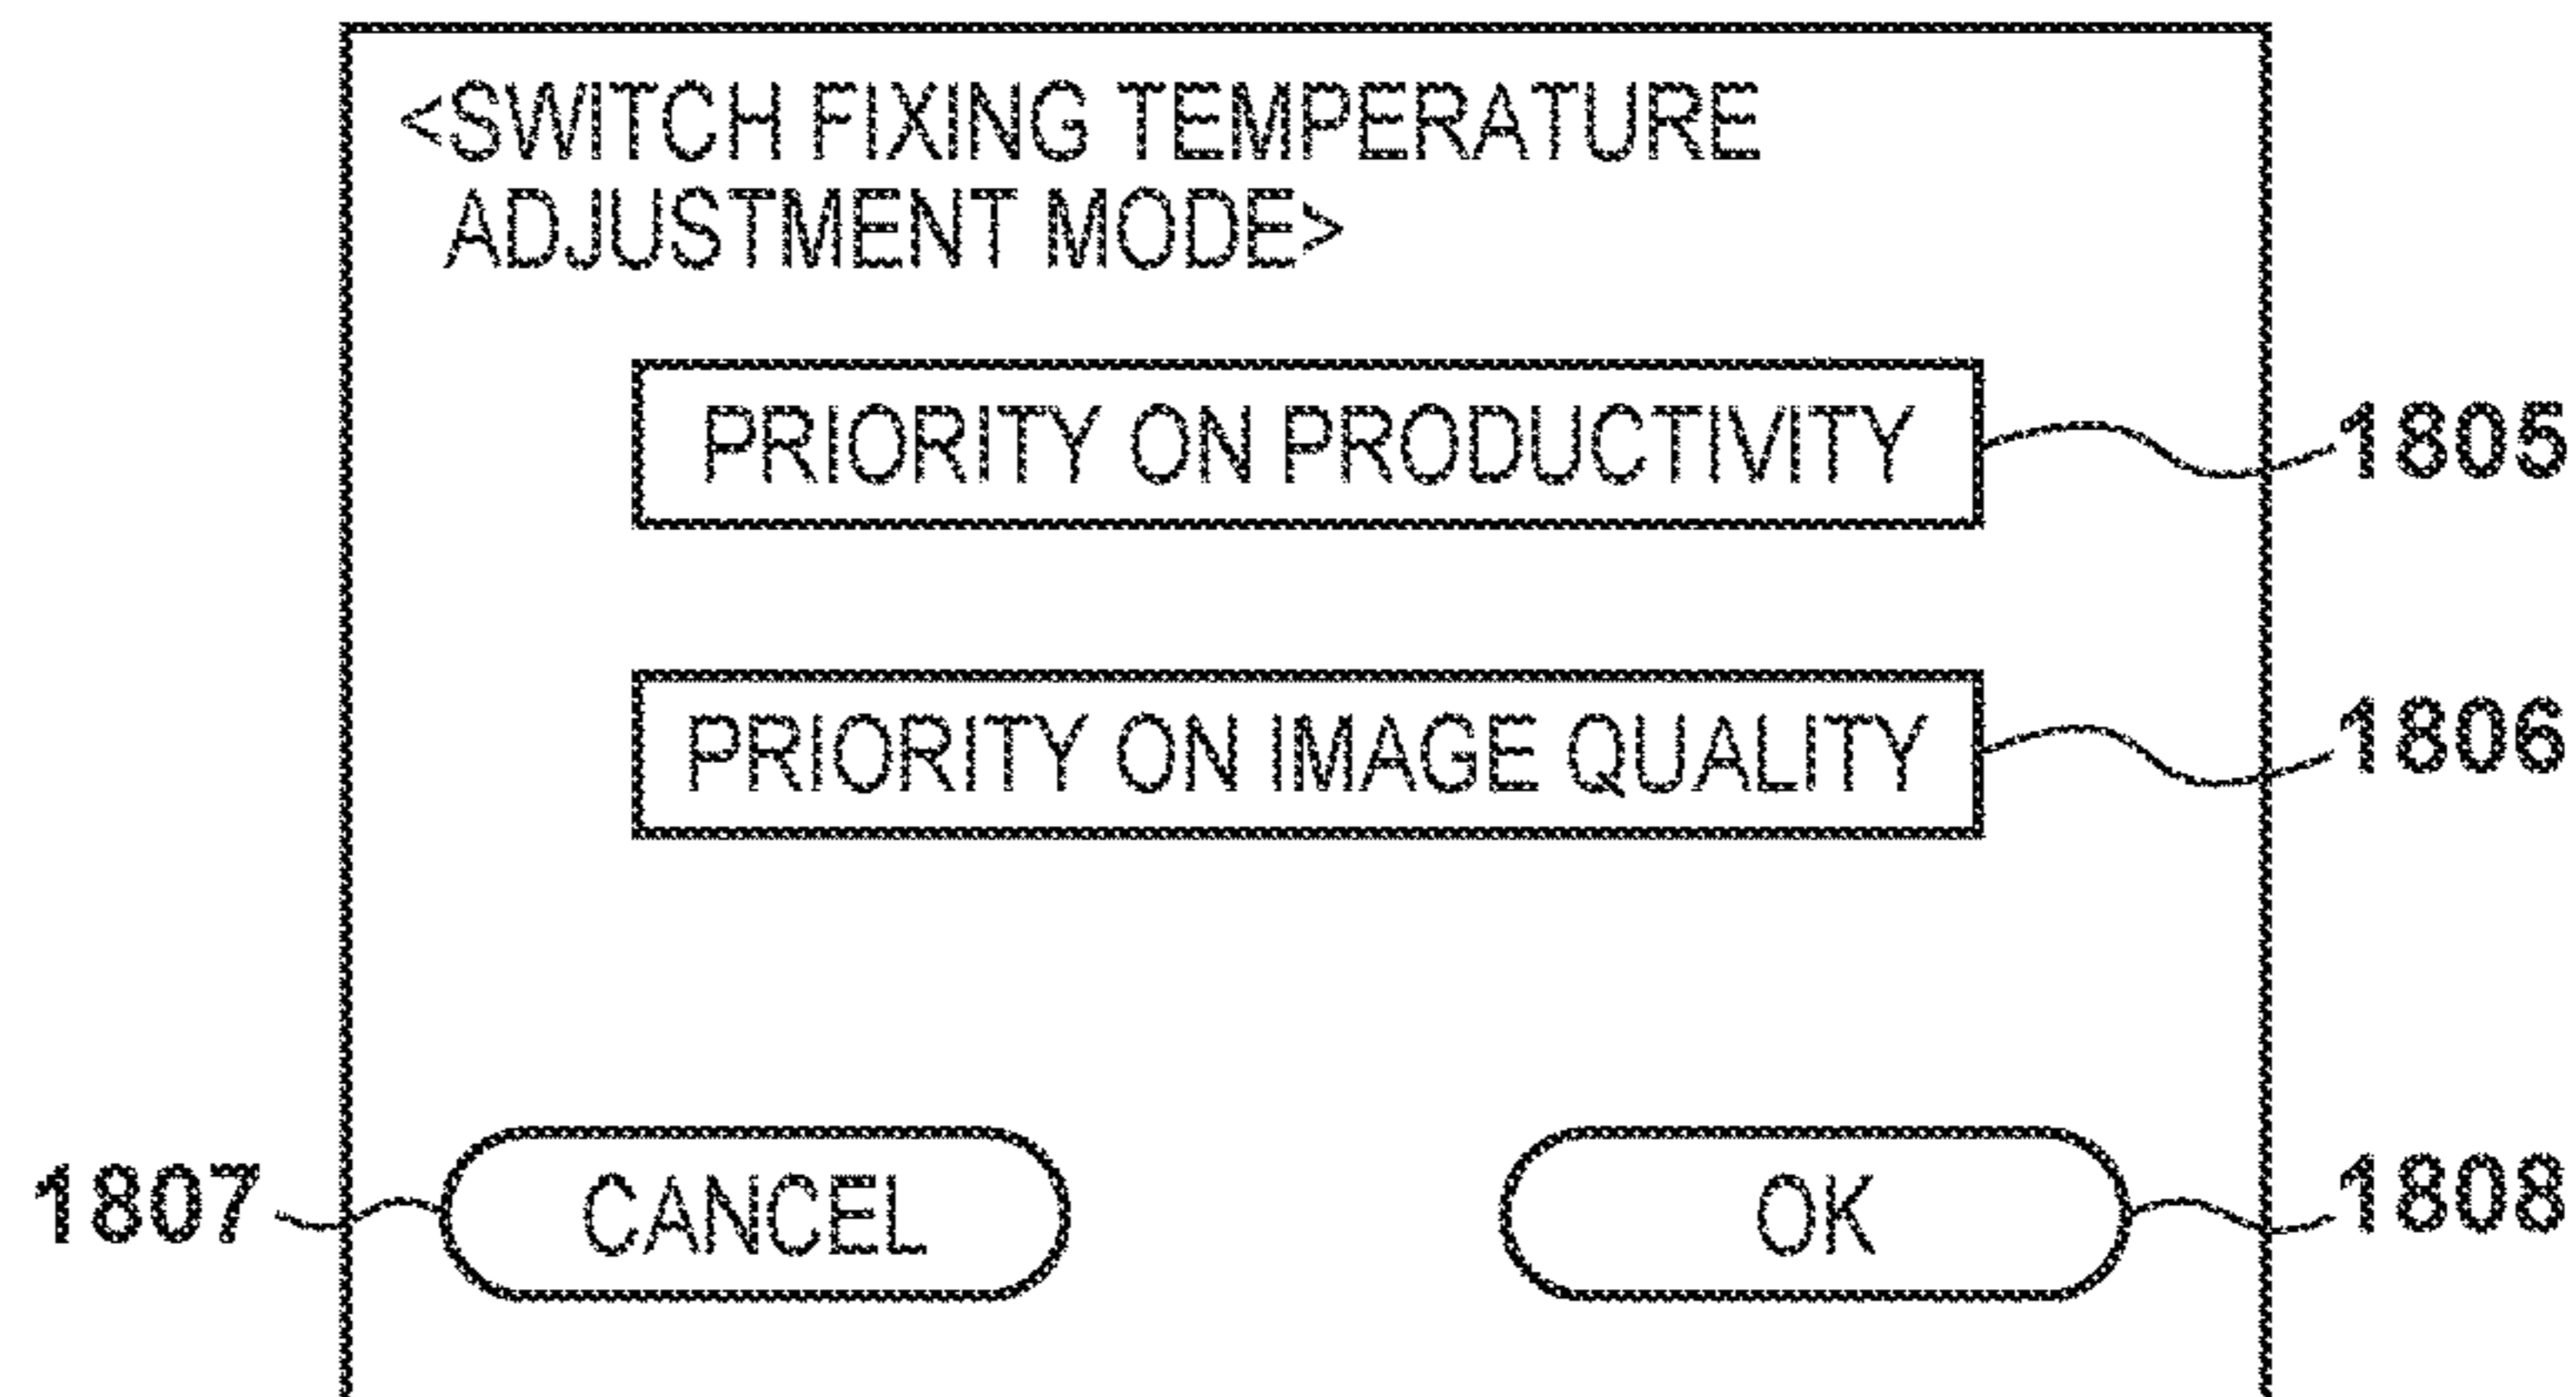 <SWITCH FIXING TEMPERATURE
ADJUSTMENT MODE>
PRIORITY ON PRODUCTIVITY
1805
PRIORITY ON IMAGE QUALITY
1806
1807
CANCEL
OK
1808